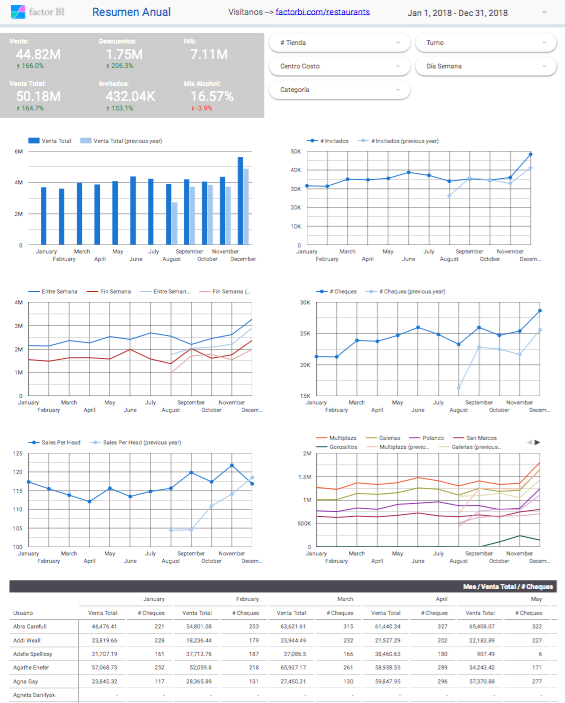 factor BI
Resumen Anual
Visítanos --> factorbi.com/restaurants
Jan 1, 2018 - Dec 31, 2018
Venta: Descuentos: IVA:
44.82M 1.75M 7.11M
166.0% 206.3%
Venta Total: Invitados: Mix Alcohol:
50.18M 432.04K 16.57%
164.7% 153.1% -3.9%
# Tienda Turno
Centro Costo Día Semana
Categoría
Venta Total Venta Total (previous year)
6M
4M
2M
0
January March May July September November
February April June August October December
# Invitados # Invitados (previous year)
50K
40K
30K
20K
10K
0
January March May July September November
February April June August October Decem...
Entre Semana Fin Semana Entre Seman... Fin Semana (...
4M
3M
2M
1M
0
January March May July September November
February April June August October Decem...
# Cheques # Cheques (previous year)
30K
25K
20K
15K
January March May July September November
February April June August October Decem...
Sales Per Head Sales Per Head (previous year)
125
120
115
110
105
100
January March May July September November
February April June August October Decem...
Multiplaza Galerias Polanco San Marcos
Gonzalitos Multiplaza (previo... Galerias (previous...
2M
1.5M
1M
500K
0
January March May July September November
February April June August October Decem...
Mes / Venta Total / # Cheques
January February March April May
Usuario Venta Total # Cheques Venta Total # Cheques Venta Total # Cheques Venta Total # Cheques Venta Total # Cheques
Abra Carefull 46,476.41 221 54,801.08 253 63,621.61 315 61,440.34 327 65,408.07 322
Addi Weall 23,819.66 228 18,236.44 179 23,944.49 232 21,527.29 202 22,182.89 227
Adelle Spellissy 31,707.19 161 37,713.76 187 37,086.5 166 38,460.63 180 907.49 6
Agathe Enefer 57,068.73 252 52,059.8 218 65,927.17 261 58,938.55 289 34,243.42 171
Agna Gay 23,845.32 117 28,365.89 131 27,450.31 130 59,847.95 296 57,370.88 277
Agneta Danilyak - - - - - - - - - -